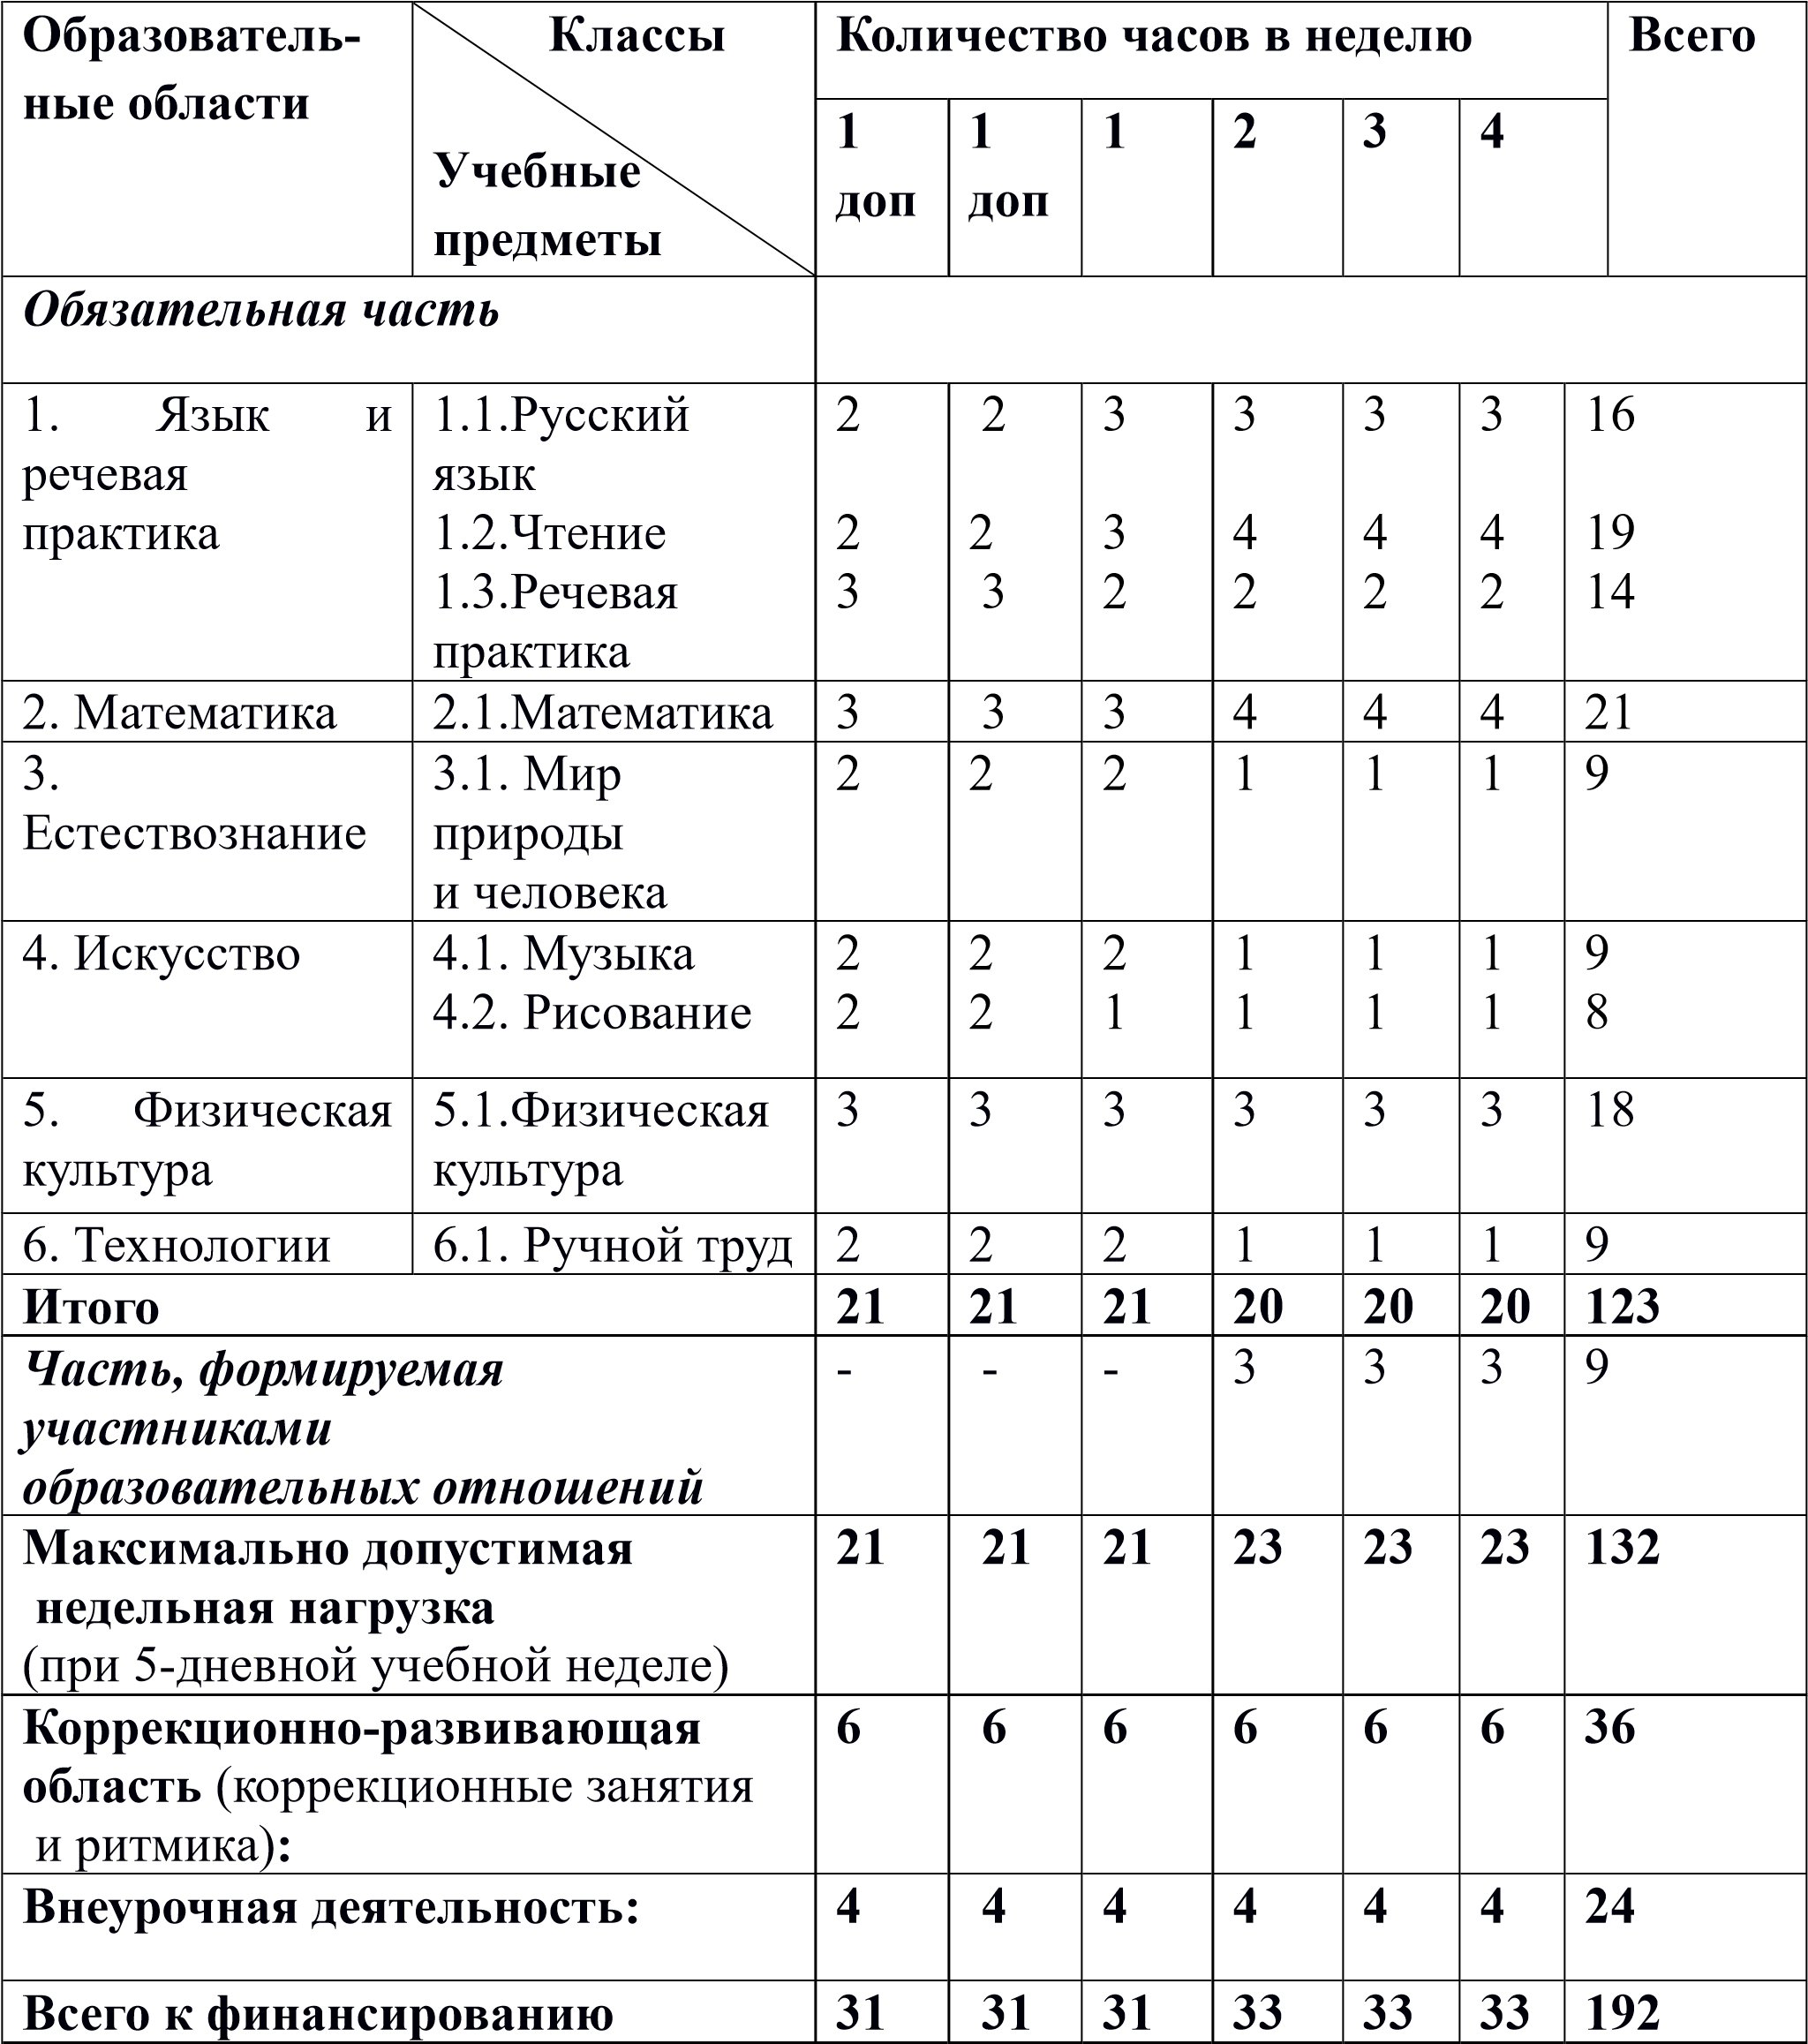 Образователь- Классы Количество часов в неделю Всего
ные области
Учебные
предметы
1 1 1 2 3 4
доп доп
Обязательная часть
1. Язык и 1.1.Русский 2 2 3 3 3 3 16
речевая язык
практика 1.2.Чтение 2 2 3 4 4 4 19
1.3.Речевая 3 3 2 2 2 2 14
практика
2. Математика 2.1.Математика 3 3 3 4 4 4 21
3. 3.1. Мир 2 2 2 1 1 1 9
Естествознание природы
и человека
4. Искусство 4.1. Музыка 2 2 2 1 1 1 9
4.2. Рисование 2 2 1 1 1 1 8
5. Физическая 5.1.Физическая 3 3 3 3 3 3 18
культура культура
6. Технологии 6.1. Ручной труд 2 2 2 1 1 1 9
Итого 21 21 21 20 20 20 123
Часть, формируемая - - - 3 3 3 9
участниками
образовательных отношений
Максимально допустимая 21 21 21 23 23 23 132
недельная нагрузка
(при 5-дневной учебной неделе)
Коррекционно-развивающая 6 6 6 6 6 6 36
область (коррекционные занятия
и ритмика):
Внеурочная деятельность: 4 4 4 4 4 4 24
Всего к финансированию 31 31 31 33 33 33 192